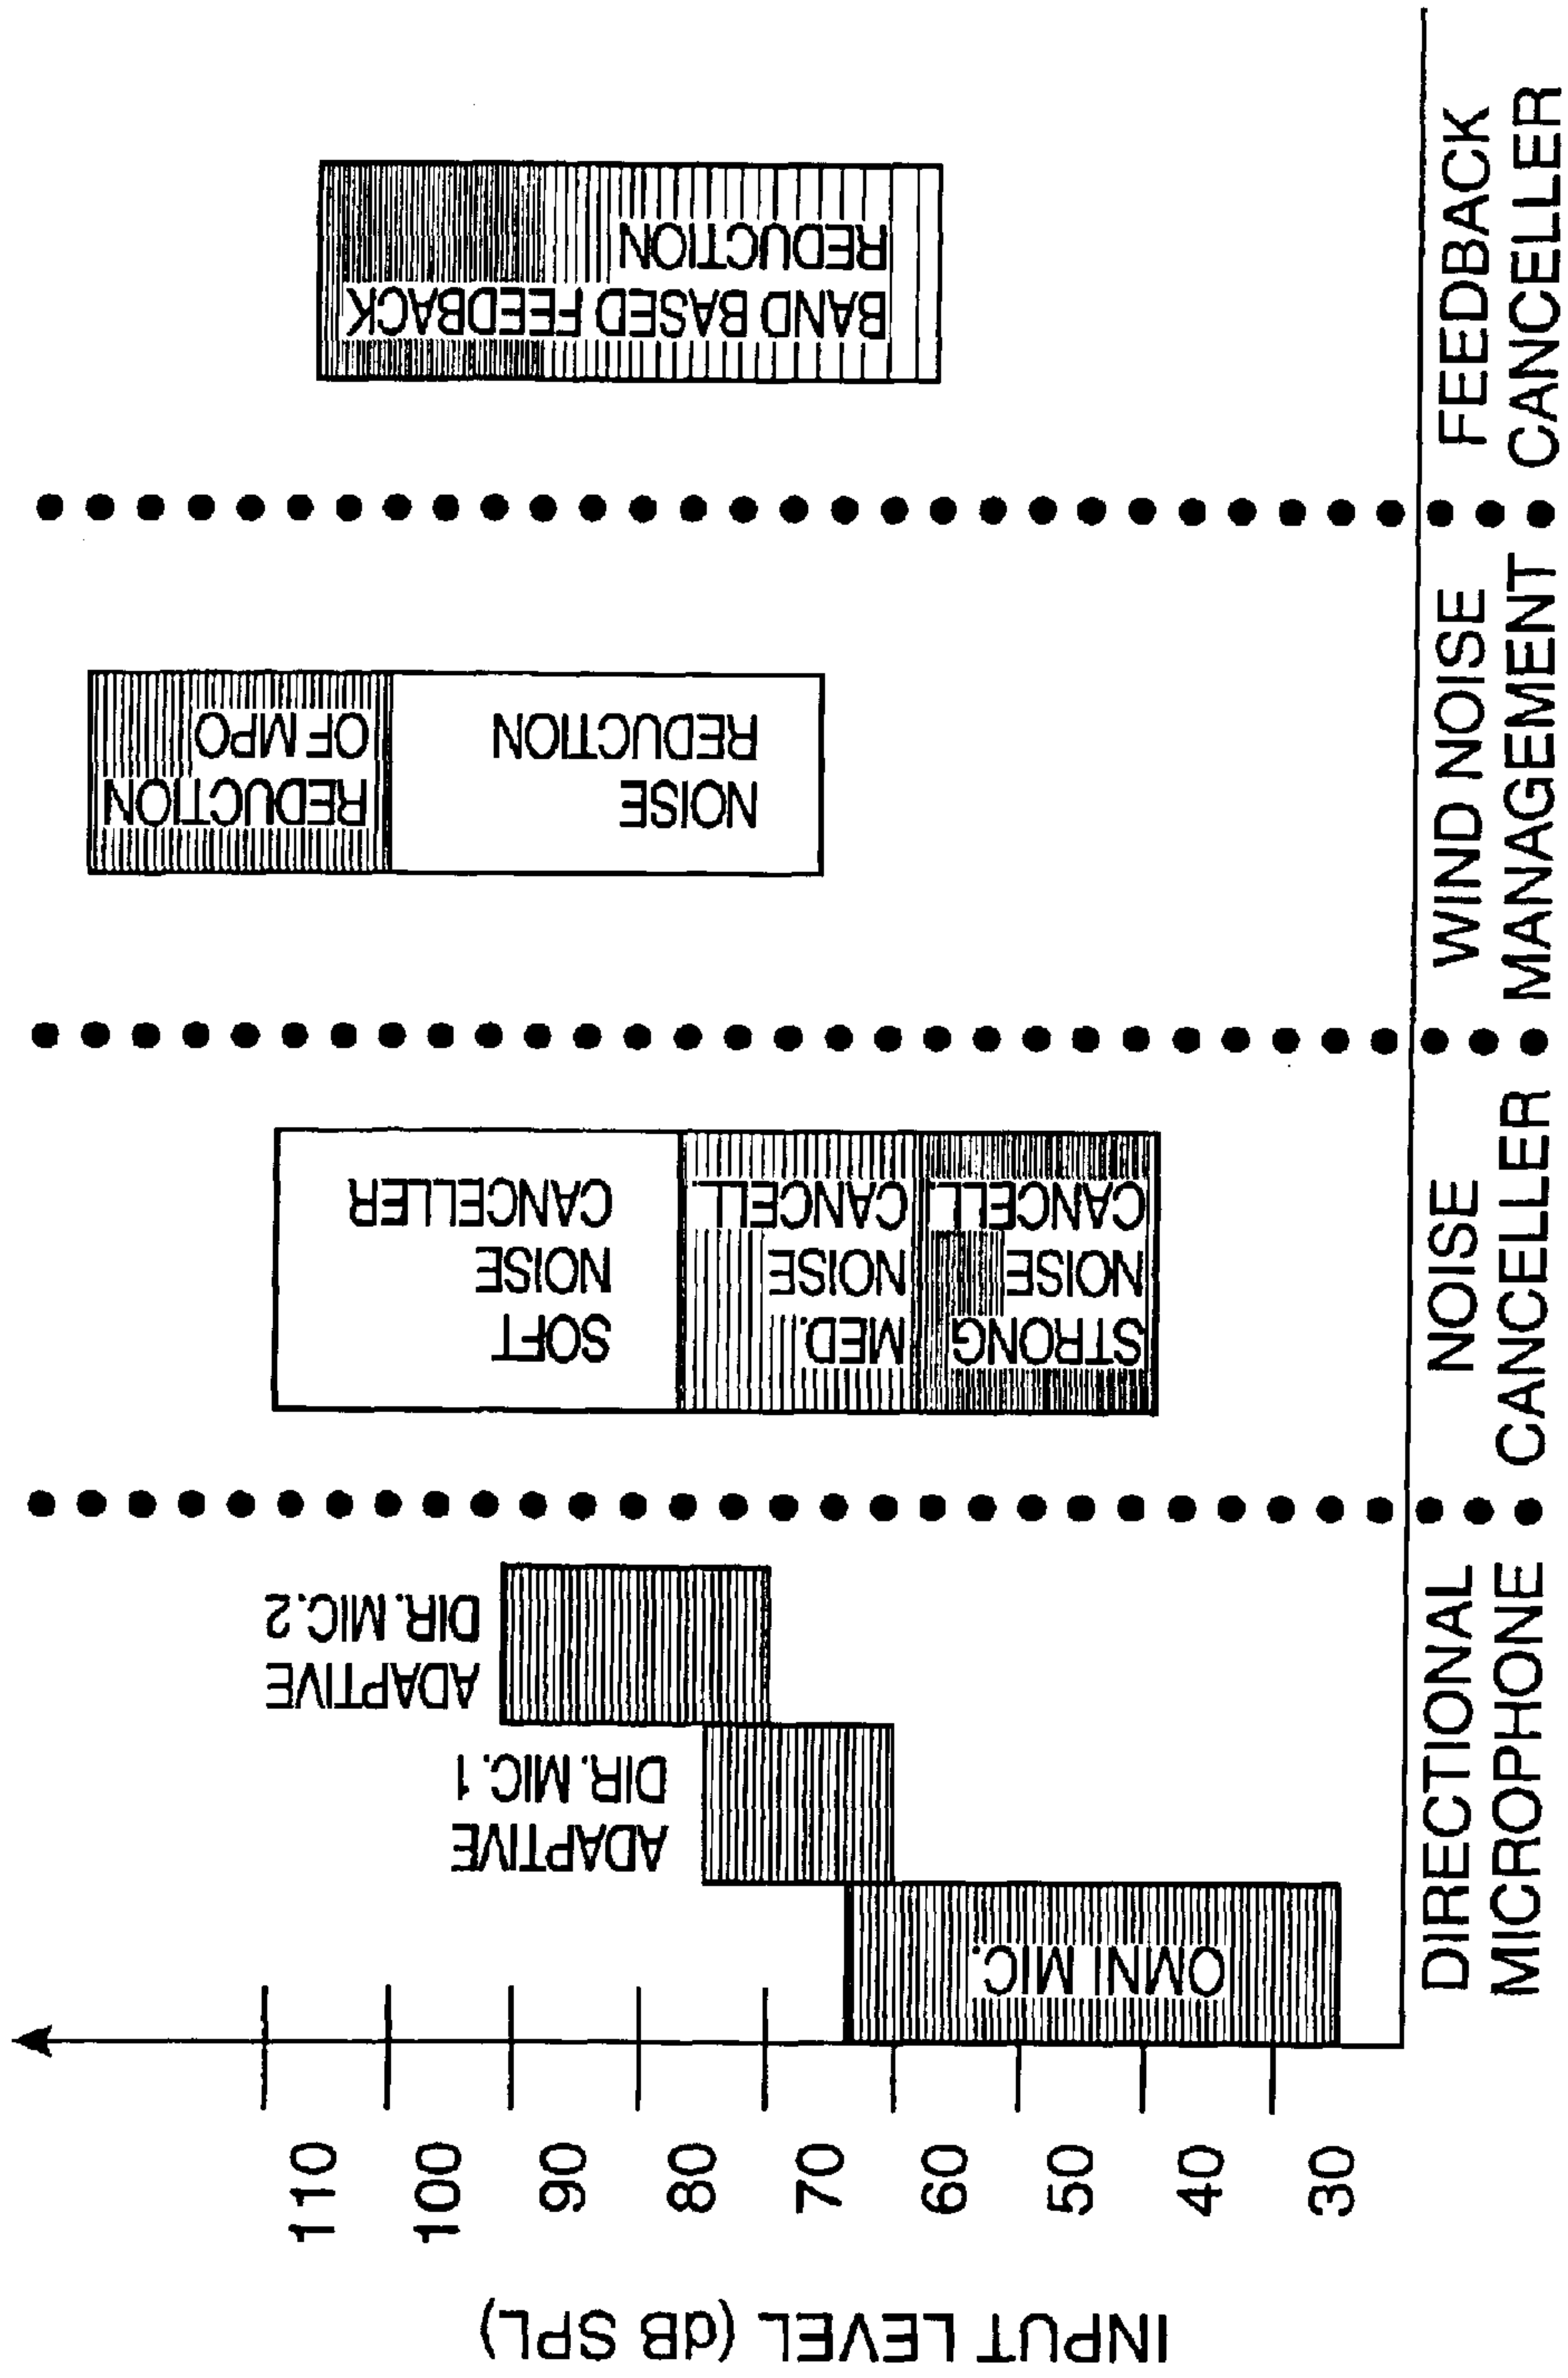 INPUT LEVEL (dB SPL)
110
100
90
80
70
60
50
40
30
OMNI MIC.
ADAPTIVE
DIR. MIC. 1
ADAPTIVE
DIR. MIC. 2
DIRECTIONAL
MICROPHONE
SOFT
NOISE
CANCELLER
MED.
NOISE
CANCELL.
STRONG
NOISE
CANCELL.
NOISE
CANCELLER
REDUCTION
OF MPO
NOISE
REDUCTION
WIND NOISE
MANAGEMENT
BAND BASED FEEDBACK
REDUCTION
FEEDBACK
CANCELLER